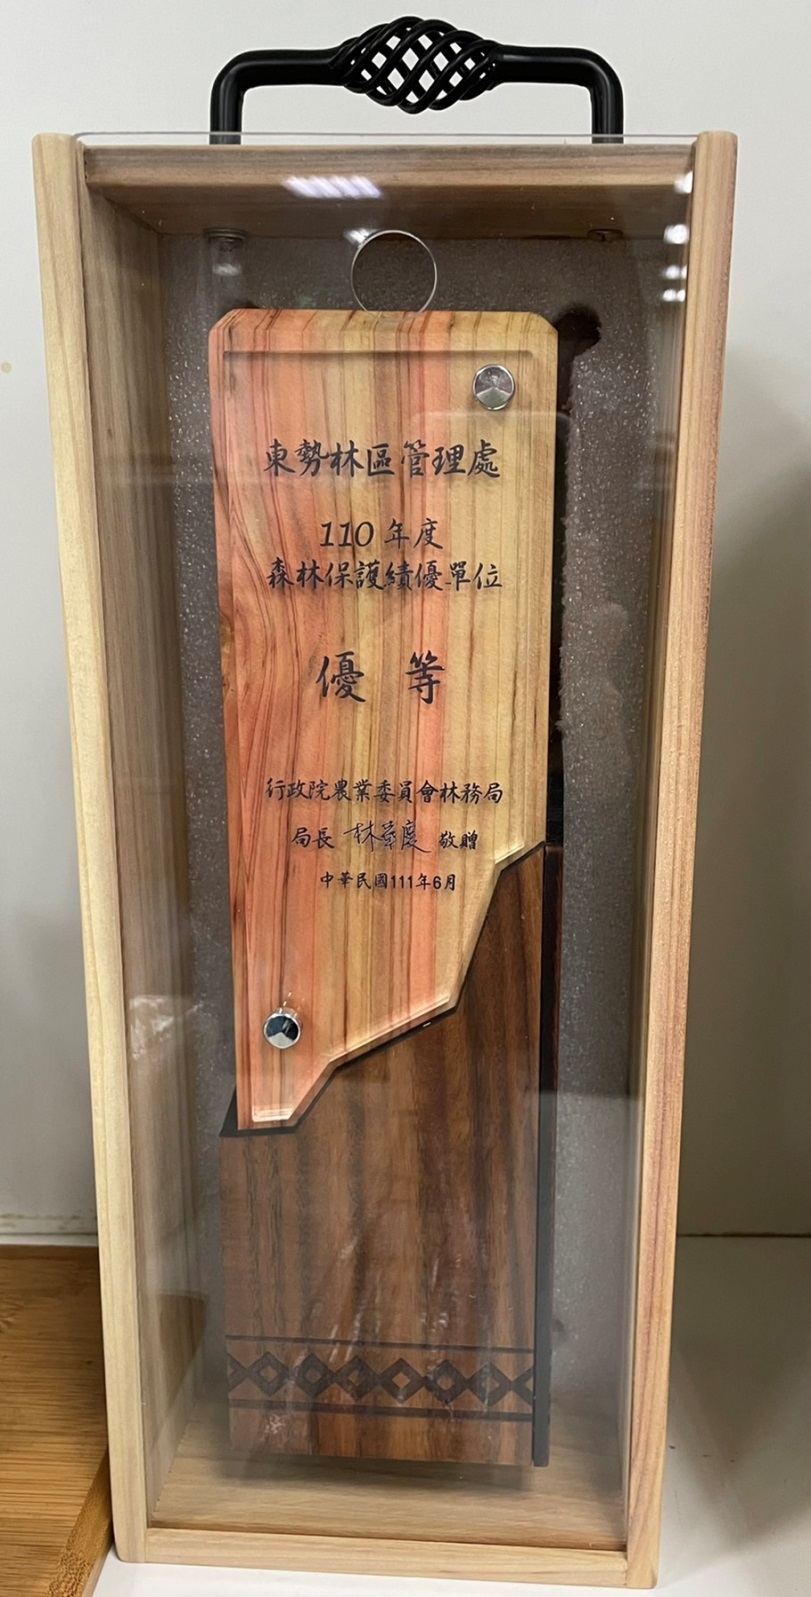 東勢林區管理處
110年度
森林保護績優單位
優等
行政院農業委員會林務局
局長 林華慶 敬贈
中華民國111年6月